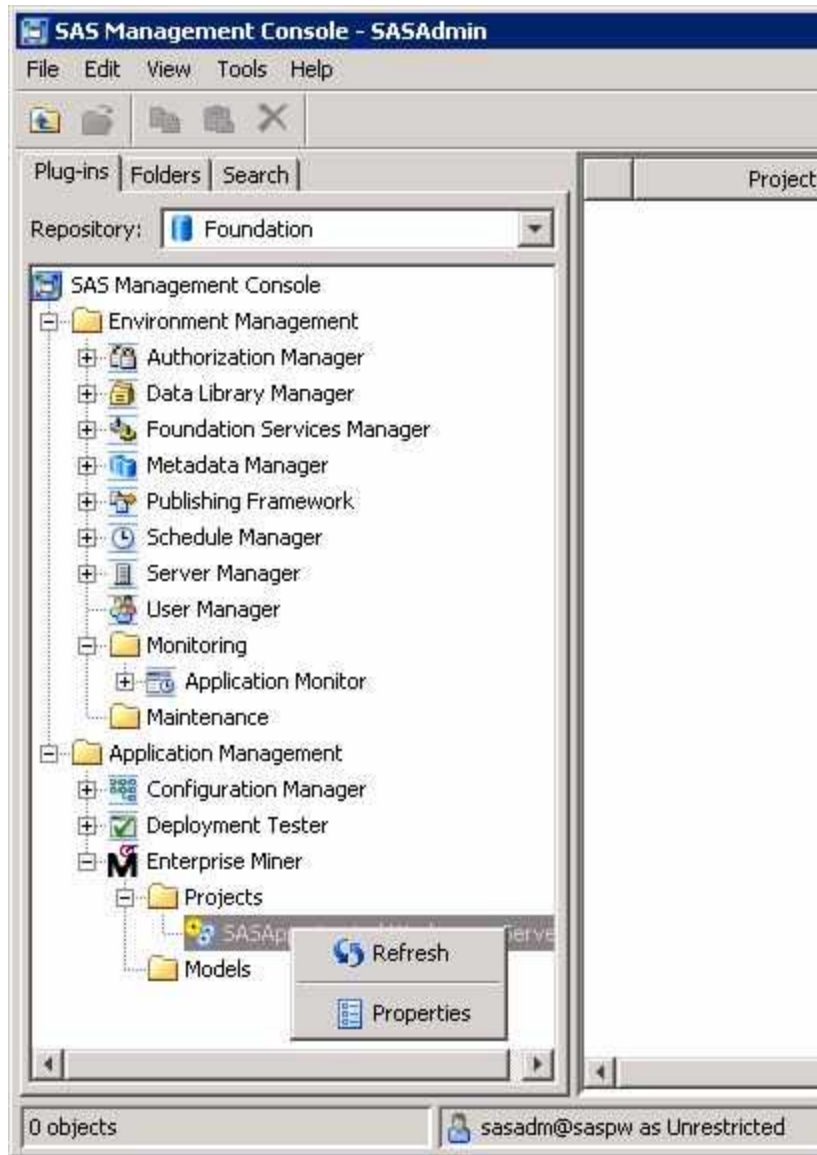 SAS Management Console - SASAdmin
File Edit View Tools Help
Plug-ins Folders Search
Project
Repository: Foundation
SAS Management Console
Environment Management
Authorization Manager
Data Library Manager
Foundation Services Manager
Metadata Manager
Publishing Framework
Schedule Manager
Server Manager
User Manager
Monitoring
Application Monitor
Maintenance
Application Management
Configuration Manager
Deployment Tester
Enterprise Miner
Projects
Refresh
Models
Properties
0 objects
sasadm@saspw as Unrestricted